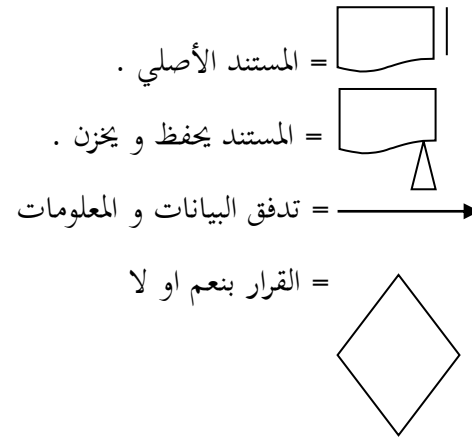 = المستند الأصلي .
= المستند يحفظ و يخزن .
= تدفق البيانات و المعلومات
= القرار بنعم او لا